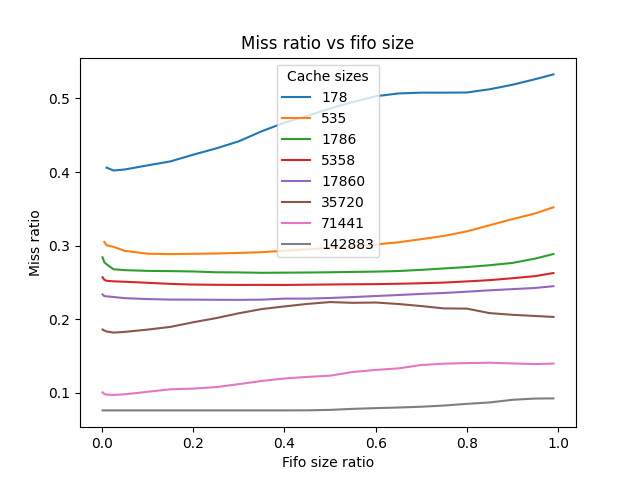 Miss ratio vs fifo size
Cache sizes
178
535
1786
5358
17860
35720
71441
142883
Miss ratio
0.5
0.4
0.3
0.2
0.1
0.0 0.2 0.4 0.6 0.8 1.0
Fifo size ratio